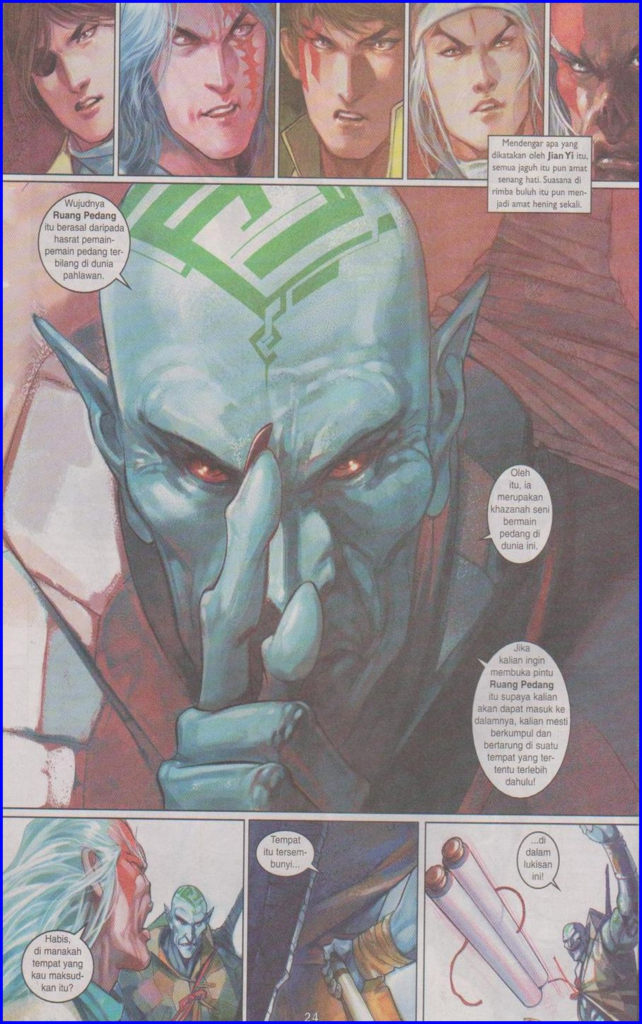 Mendengar apa yang
dikatakan oleh Jian Yi itu,
semua jaguh itu pun amat
senang hati. Suasana di
rimba buluh itu pun men-
jadi amat hening sekali.
Wujudnya
Ruang Pedang
itu berasal daripada
hasrat pemain-
pemain pedang ter-
bilang di dunia
pahlawan.
Oleh
itu, ia
merupakan
khazanah seni
bermain
pedang di
dunia ini.
Jika
kalian ingin
membuka pintu
Ruang Pedang
itu supaya kalian
akan dapat masuk ke
dalamnya, kalian mesti
berkumpul dan
bertarung di suatu
tempat yang ter-
tentu terlebih
dahulu!
Habis,
di manakah
tempat yang
kau maksud-
kan itu?
Tempat
itu tersem-
bunyi...
...di
dalam
lukisan
ini!
24